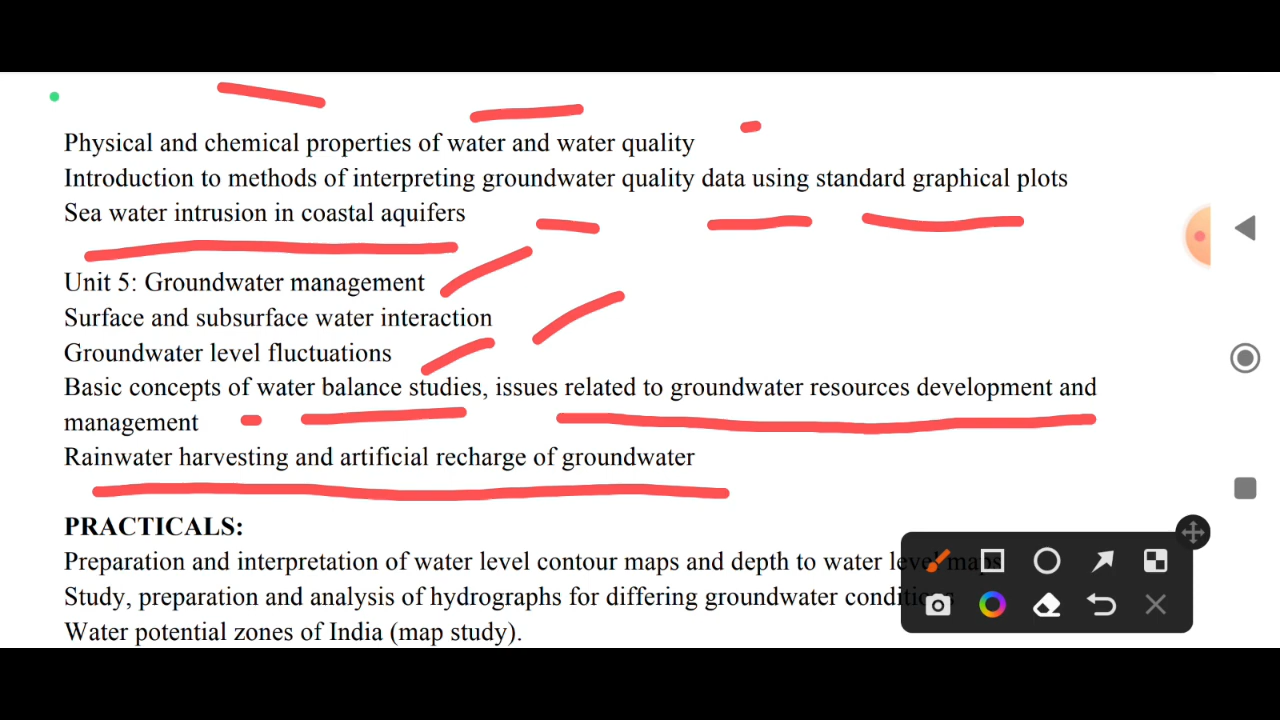 Physical and chemical properties of water and water quality
Introduction to methods of interpreting groundwater quality data using standard graphical plots
Sea water intrusion in coastal aquifers
Unit 5: Groundwater management
Surface and subsurface water interaction
Groundwater level fluctuations
Basic concepts of water balance studies, issues related to groundwater resources development and
management
Rainwater harvesting and artificial recharge of groundwater
PRACTICALS:
Preparation and interpretation of water level contour maps and depth to water level maps
Study, preparation and analysis of hydrographs for differing groundwater conditions
Water potential zones of India (map study).